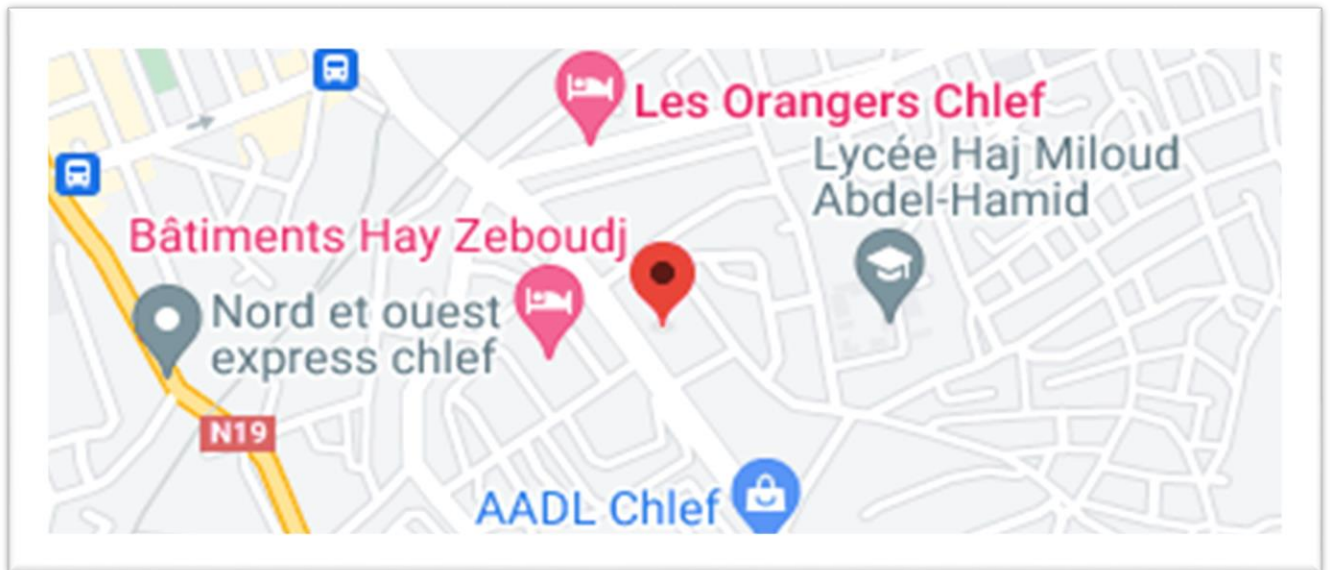 Les Orangers Chlef
Lycée Haj Miloud
Abdel-Hamid
Bâtiments Hay Zeboudj
Nord et ouest
express chlef
N19
AADL Chlef